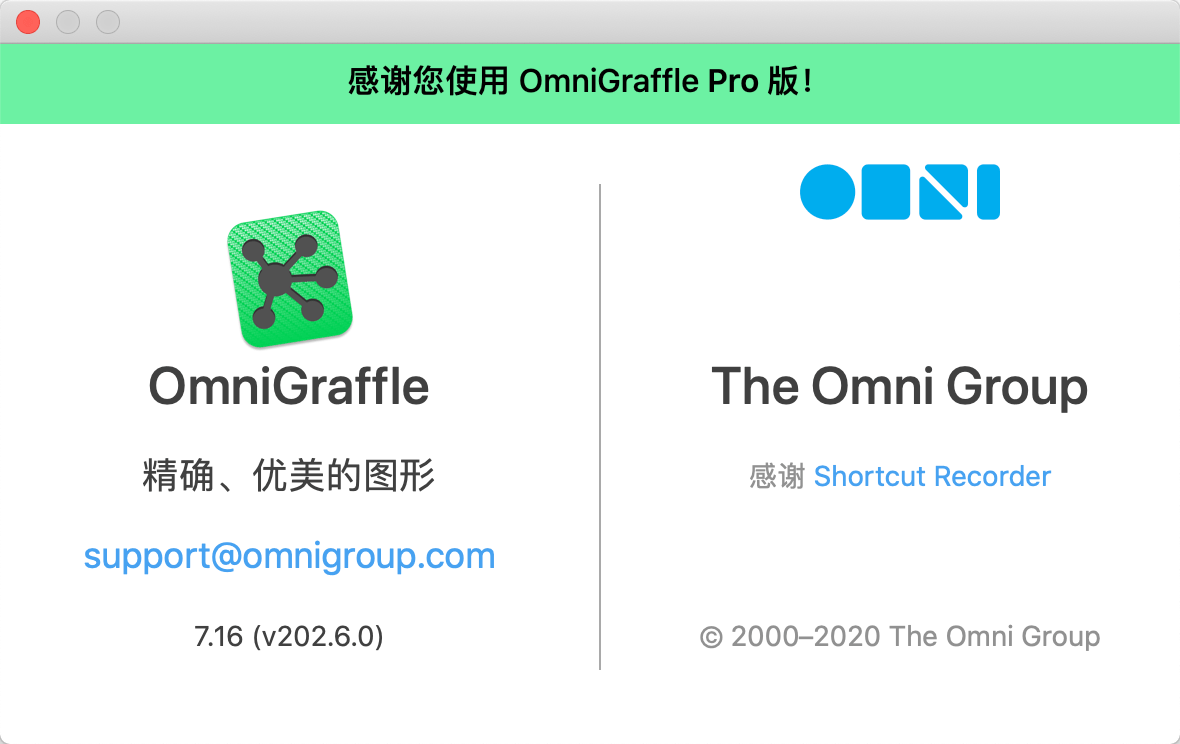 感谢您使用 OmniGraffle Pro 版！
OmniGraffle
精确、优美的图形
support@omnigroup.com
7.16 (v202.6.0)
OMNI
The Omni Group
感谢 Shortcut Recorder
© 2000–2020 The Omni Group